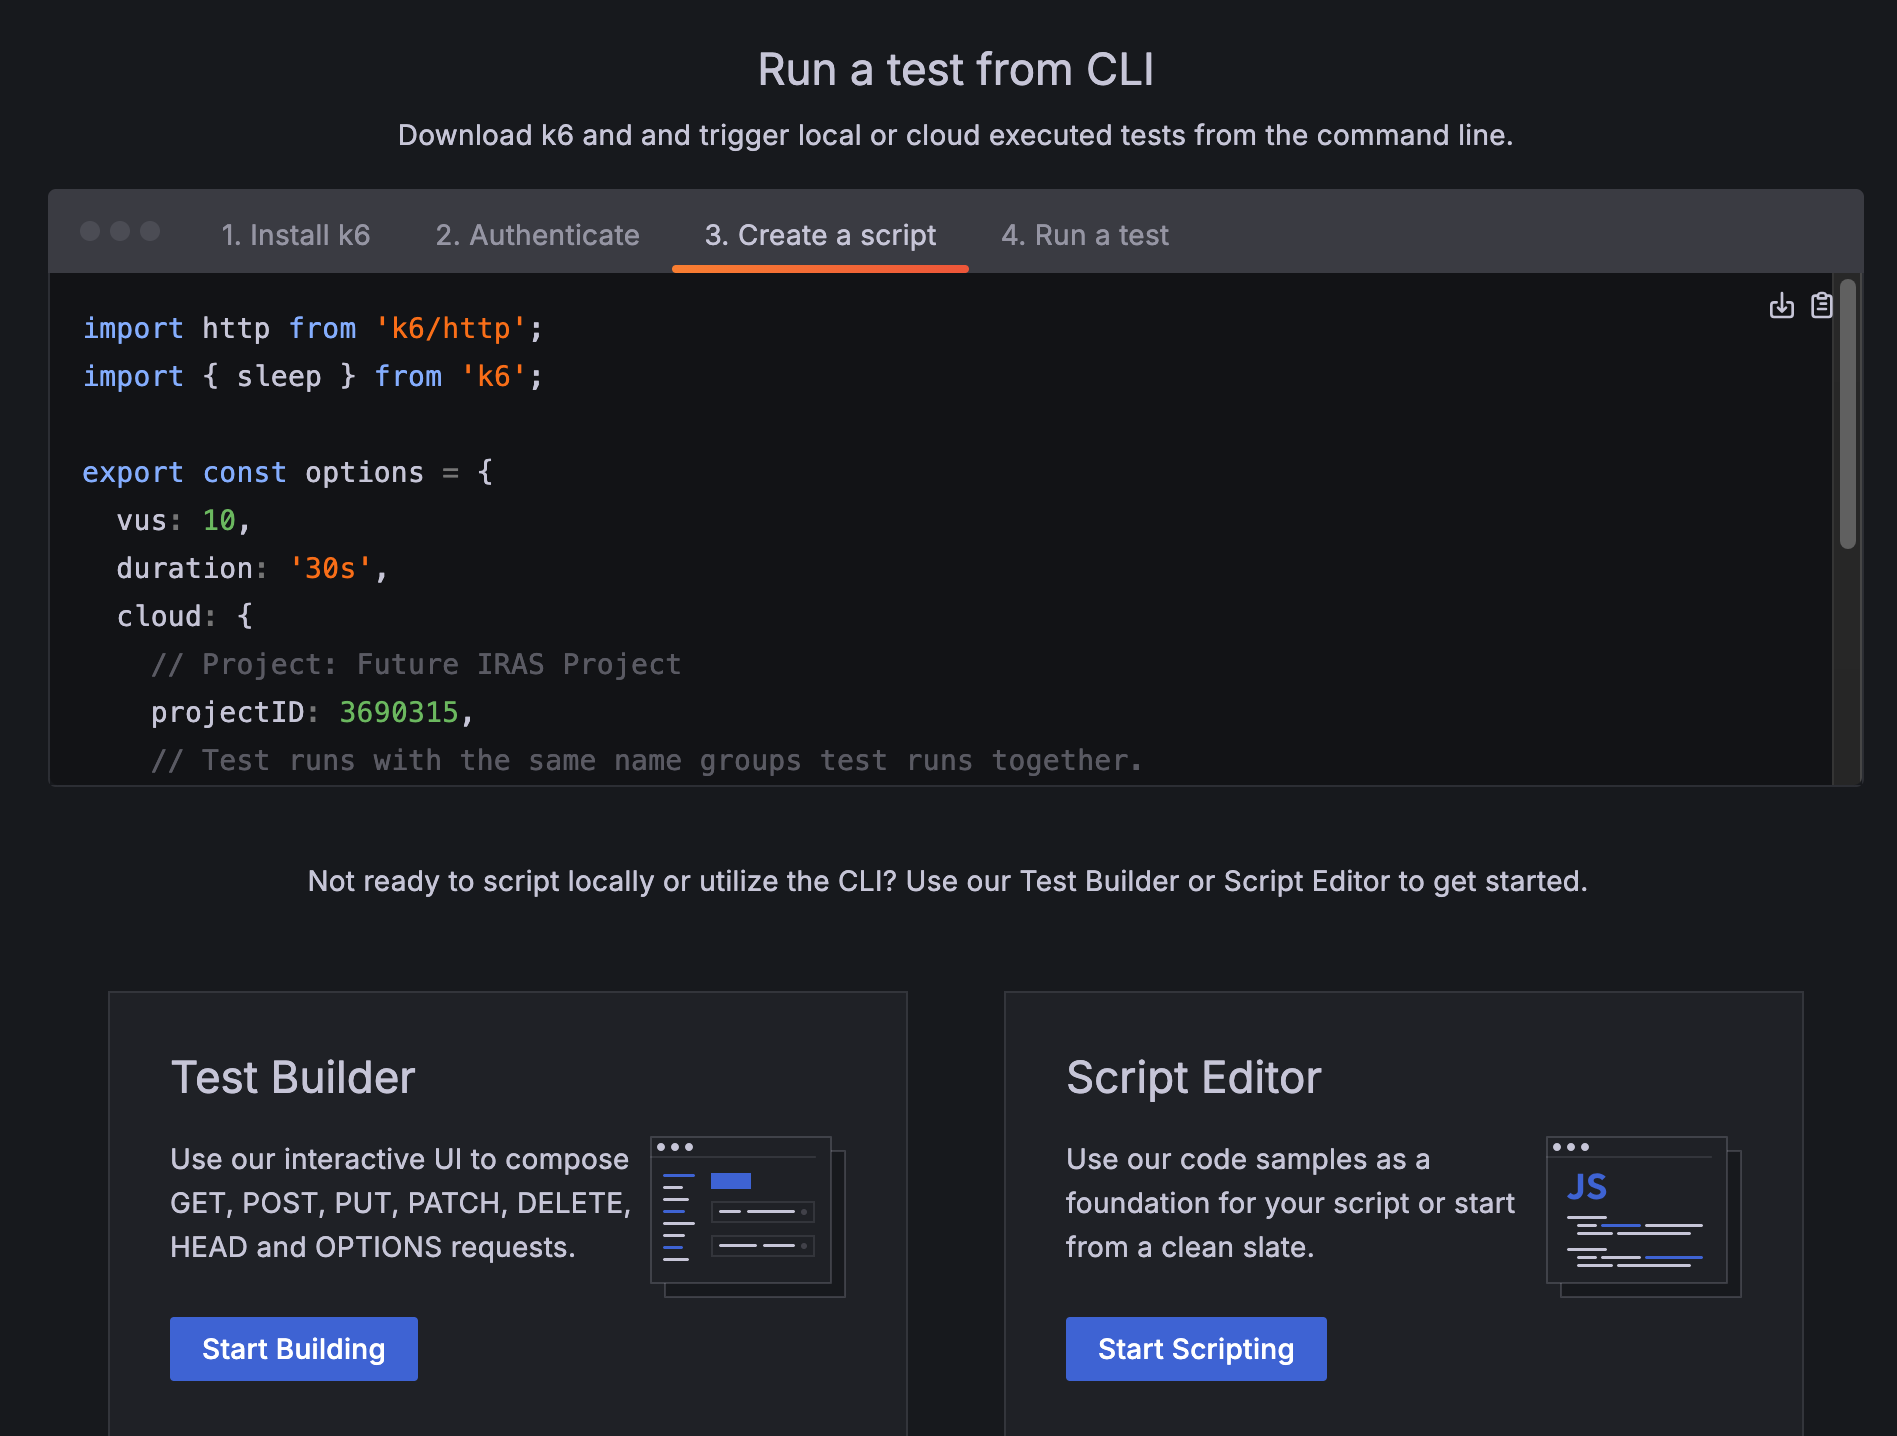 Run a test from CLI
Download k6 and and trigger local or cloud executed tests from the command line.
1. Install k6 2. Authenticate 3. Create a script 4. Run a test
import http from 'k6/http';
import { sleep } from 'k6';
export const options = {
  vus: 10,
  duration: '30s',
  cloud: {
    // Project: Future IRAS Project
    projectID: 3690315,
    // Test runs with the same name groups test runs together.
Not ready to script locally or utilize the CLI? Use our Test Builder or Script Editor to get started.
Test Builder
Use our interactive UI to compose
GET, POST, PUT, PATCH, DELETE,
HEAD and OPTIONS requests.
Start Building
Script Editor
Use our code samples as a
foundation for your script or start
from a clean slate.
JS
Start Scripting